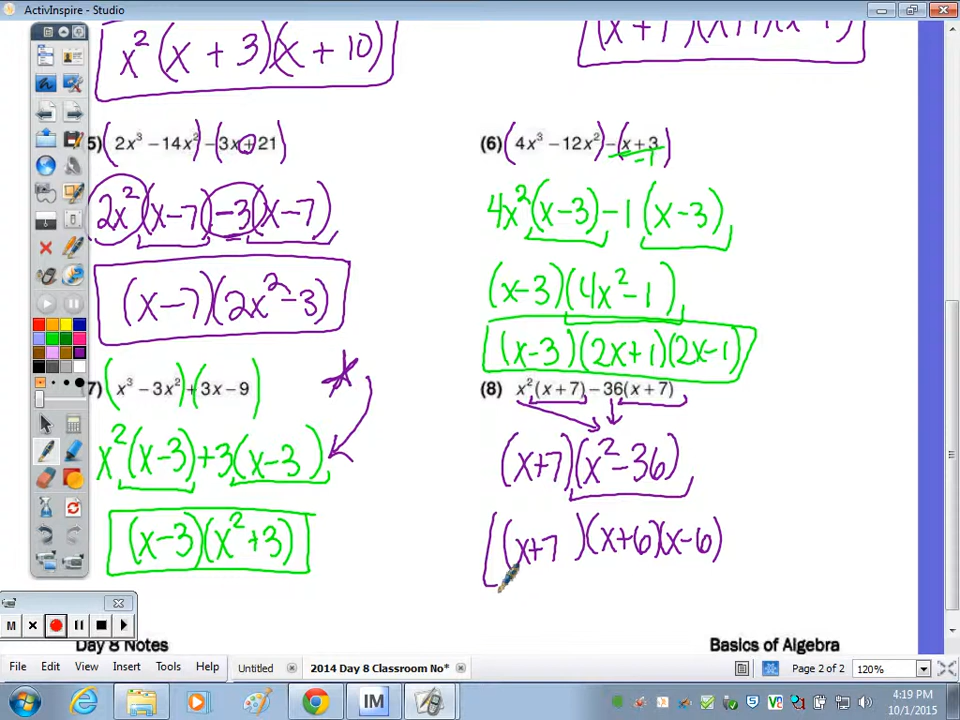 ActivInspire
x²(x + 3)(x + 10)
5) (2x³ – 14x²) – (3x + 21)
2x²(x–7) –3(x–7)
(x–7)(2x²–3)
(6) (4x³ – 12x²) – (x + 3)
–1
4x²(x–3) –1(x–3)
(x–3)(4x²–1)
(x–3)(2x+1)(2x–1)
7) (x³ – 3x²) + (3x – 9)
x²(x–3)+3(x–3)
(x–3)(x²+3)
(8) x²(x + 7) – 36(x + 7)
(x+7)(x²–36)
(x+7)(x+6)(x–6)
M
Day 8 Notes
Basics of Algebra
File Edit View Insert Tools Help Untitled 2014 Day 8 Classroom No* Page 2 of 2 120%
IM
4:19 PM
10/1/2015